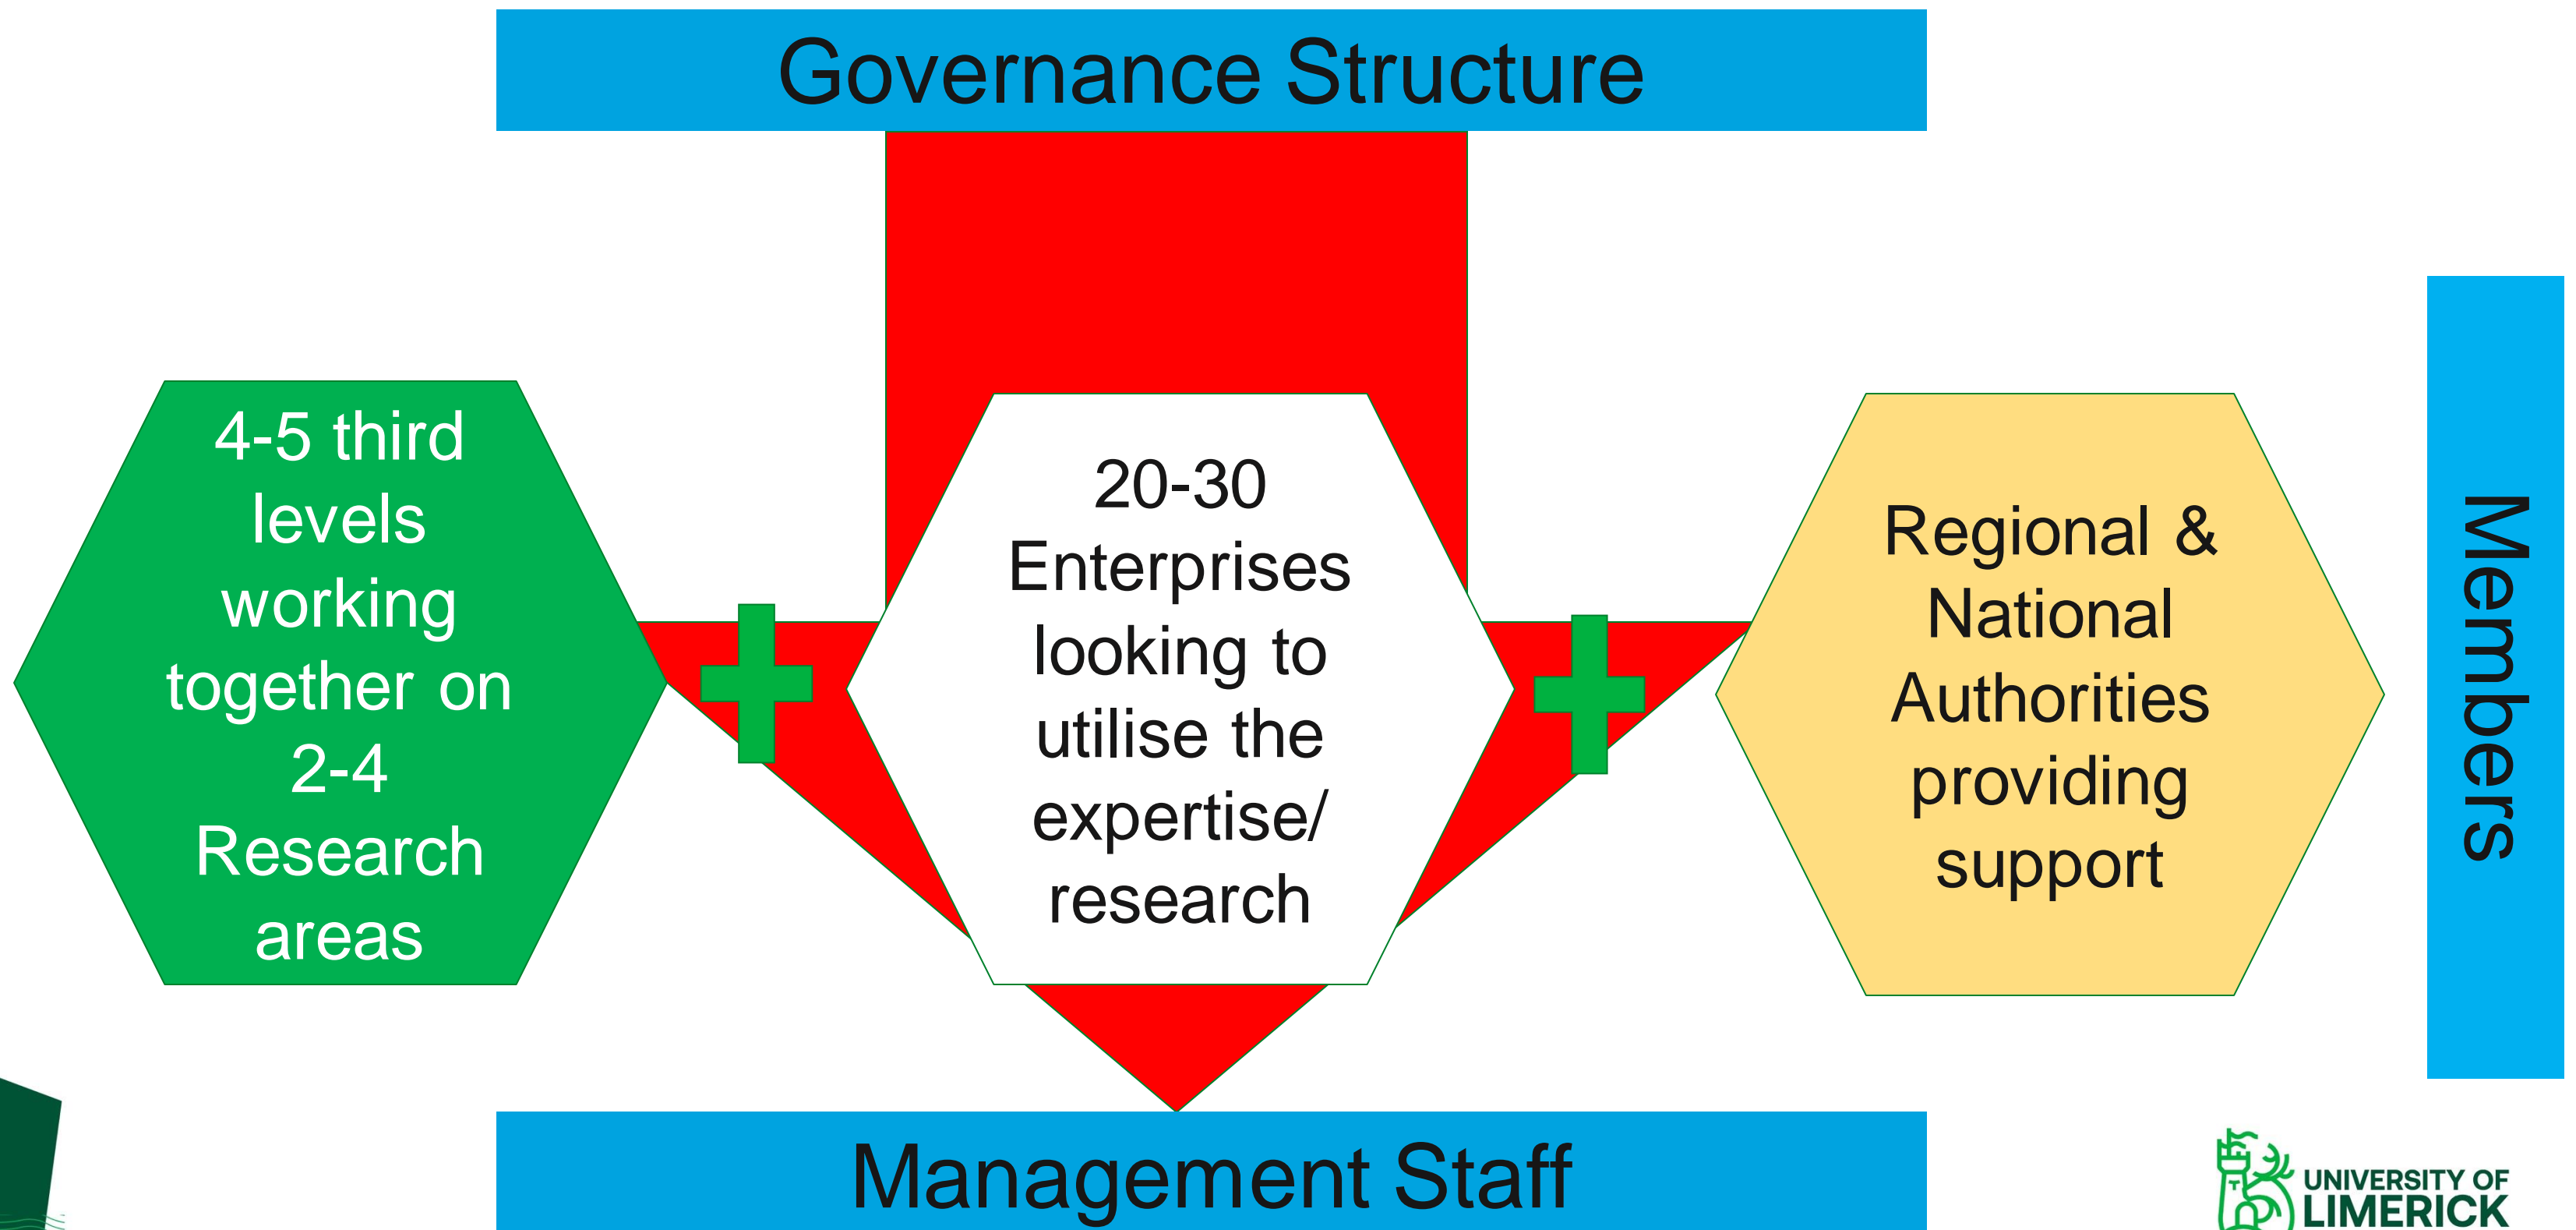 Governance Structure
4-5 third
levels
working
together on
2-4
Research
areas
20-30
Enterprises
looking to
utilise the
expertise/
research
Regional &
National
Authorities
providing
support
Members
Management Staff
UNIVERSITY OF
LIMERICK